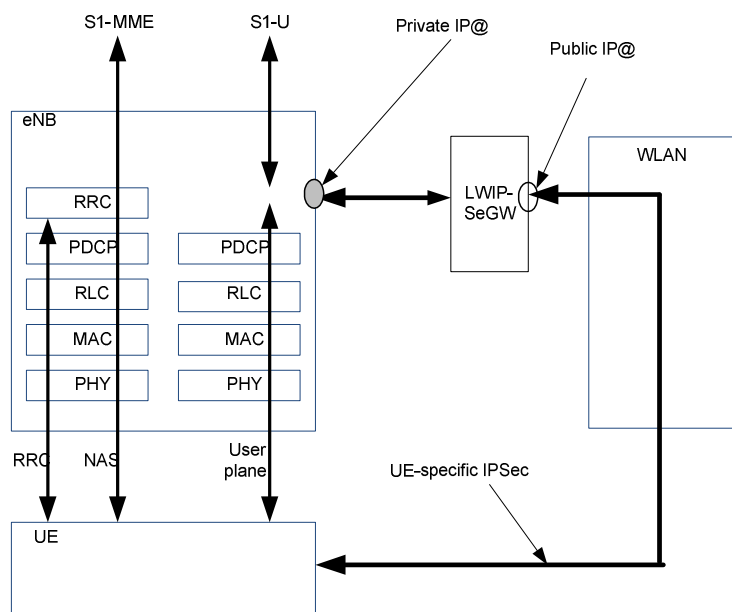 S1-MME
S1-U
Private IP@
Public IP@
eNB
WLAN
LWIP-
SeGW
RRC
PDCP
PDCP
RLC
RLC
MAC
MAC
PHY
PHY
RRC
NAS
User
plane
UE-specific IPSec
UE